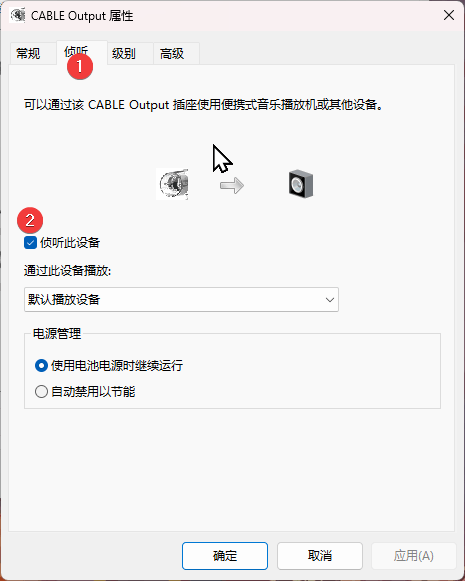 CABLE Output 属性
常规 侦听 级别 高级
1
可以通过该 CABLE Output 插座使用便携式音乐播放机或其他设备。
2
侦听此设备
通过此设备播放:
默认播放设备
电源管理
使用电池电源时继续运行
自动禁用以节能
确定 取消 应用(A)